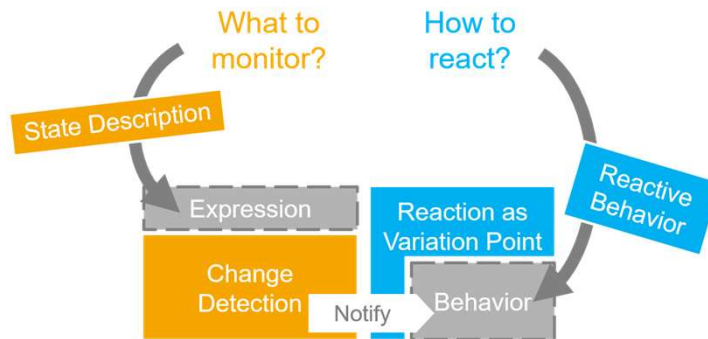 What to
monitor?
How to
react?
State Description
Reactive
Behavior
Expression
Reaction as
Variation Point
Change
Detection
Notify
Behavior